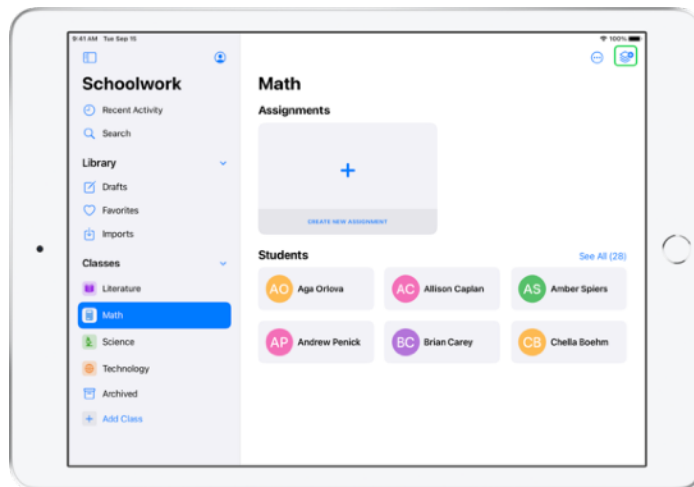 9:41 AM Tue Sep 15
100%
Schoolwork
Recent Activity
Search
Library
Drafts
Favorites
Imports
Classes
Literature
Math
Science
Technology
Archived
Add Class
Math
Assignments
CREATE NEW ASSIGNMENT
Students
See All (28)
AO Aga Orlova
AC Allison Caplan
AS Amber Spiers
AP Andrew Penick
BC Brian Carey
CB Chella Boehm